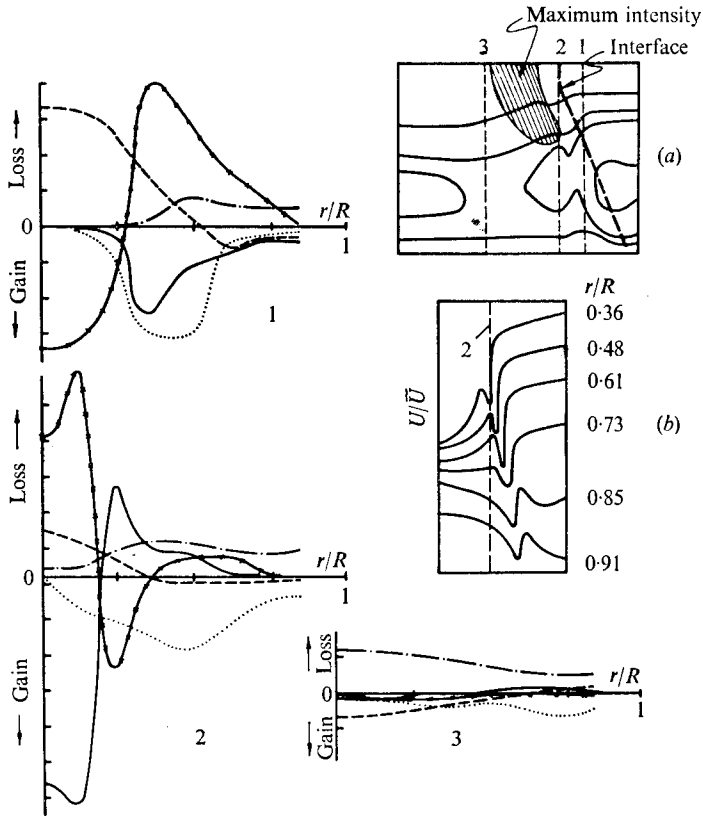 Maximum intensity
3 2 1 Interface
(a)
Loss
Gain
0
r/R
1
1
r/R
0·36
0·48
0·61
0·73
0·85
0·91
2
U/U̅
(b)
Loss
Gain
0
r/R
1
2
Loss
Gain
0
r/R
1
3